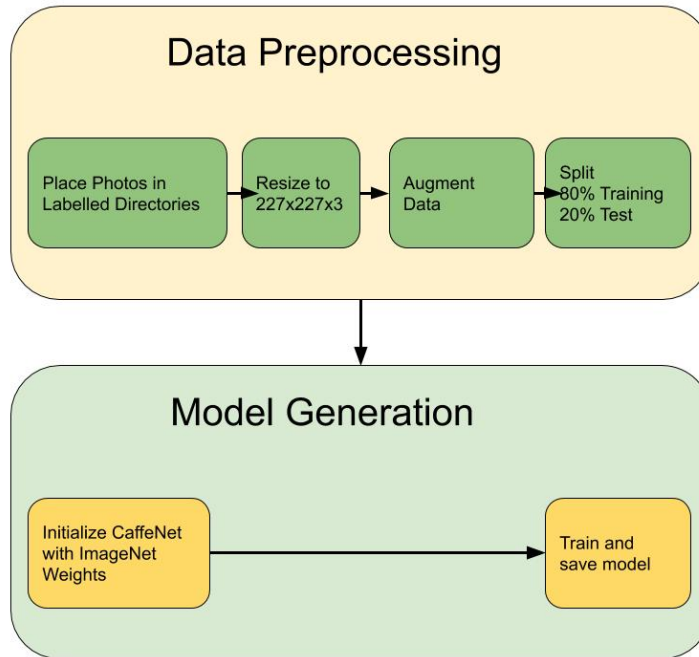 Data Preprocessing
Place Photos in
Labelled Directories
Resize to
227x227x3
Augment
Data
Split
80% Training
20% Test
Model Generation
Initialize CaffeNet
with ImageNet
Weights
Train and
save model